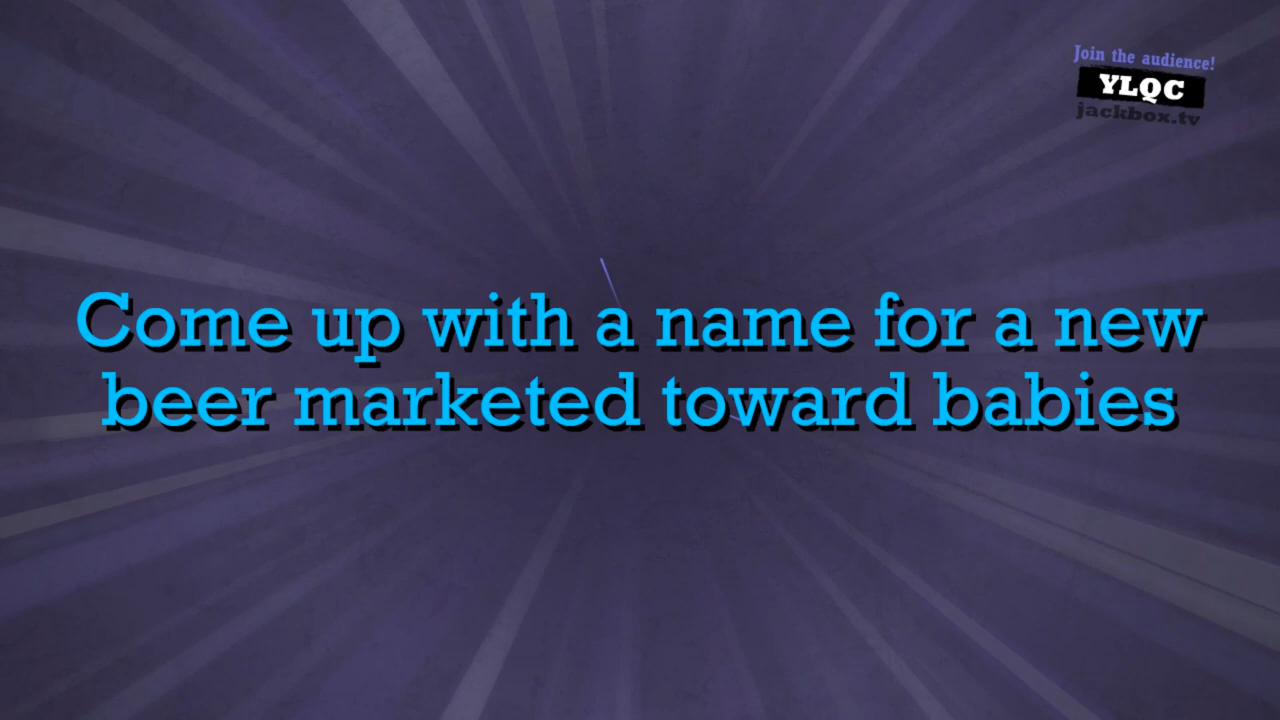 Join the audience!
YLQC
jackbox.tv
Come up with a name for a new
beer marketed toward babies